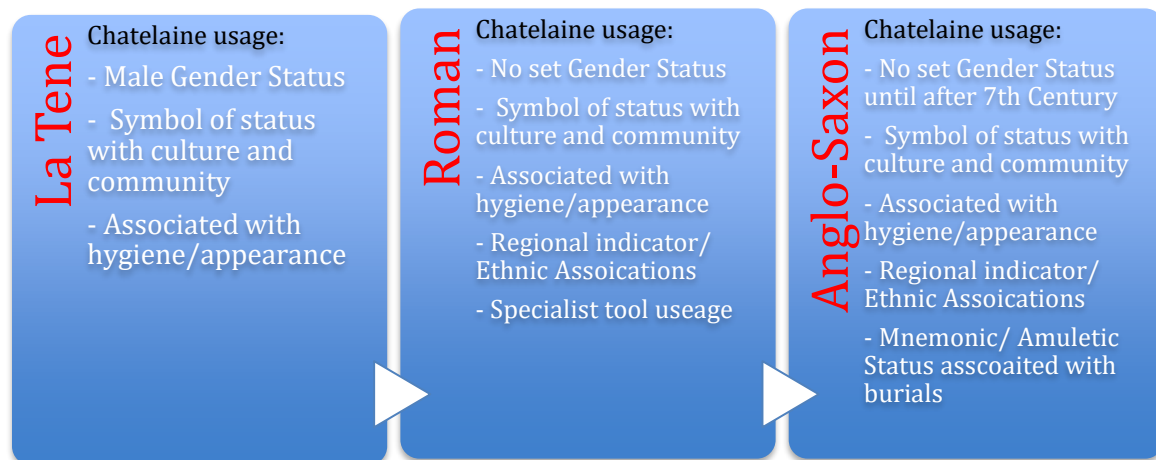 La Tene
Chatelaine usage:
- Male Gender Status
-  Symbol of status
with culture and
community
- Associated with
hygiene/appearance
Roman
Chatelaine usage:
- No set Gender Status
-  Symbol of status with
culture and community
- Associated with
hygiene/appearance
- Regional indicator/
Ethnic Assoications
- Specialist tool useage
Anglo-Saxon
Chatelaine usage:
- No set Gender Status
until after 7th Century
- Symbol of status with
culture and community
- Associated with
hygiene/appearance
- Regional indicator/
Ethnic Assoications
- Mnemonic/ Amuletic
Status asscoaited with
burials